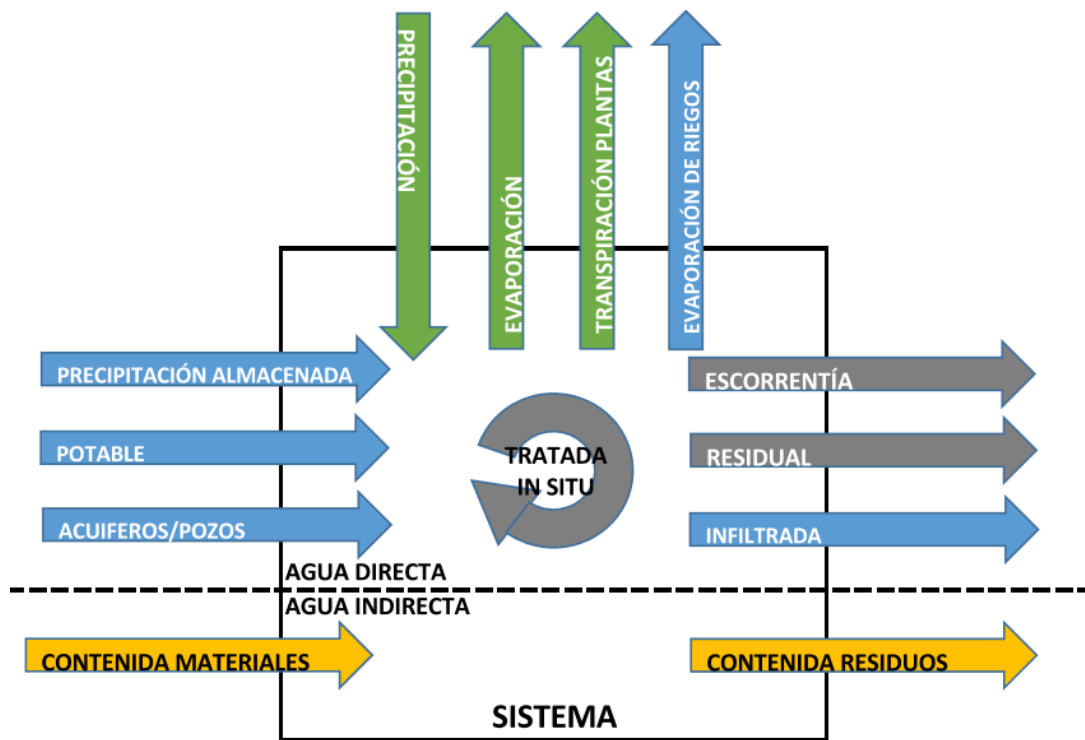 PRECIPITACIÓN
EVAPORACIÓN
TRANSPIRACIÓN PLANTAS
EVAPORACIÓN DE RIEGOS
PRECIPITACIÓN ALMACENADA
ESCORRENTÍA
POTABLE
TRATADA
IN SITU
RESIDUAL
ACUIFEROS/POZOS
INFILTRADA
AGUA DIRECTA
AGUA INDIRECTA
CONTENIDA MATERIALES
CONTENIDA RESIDUOS
SISTEMA